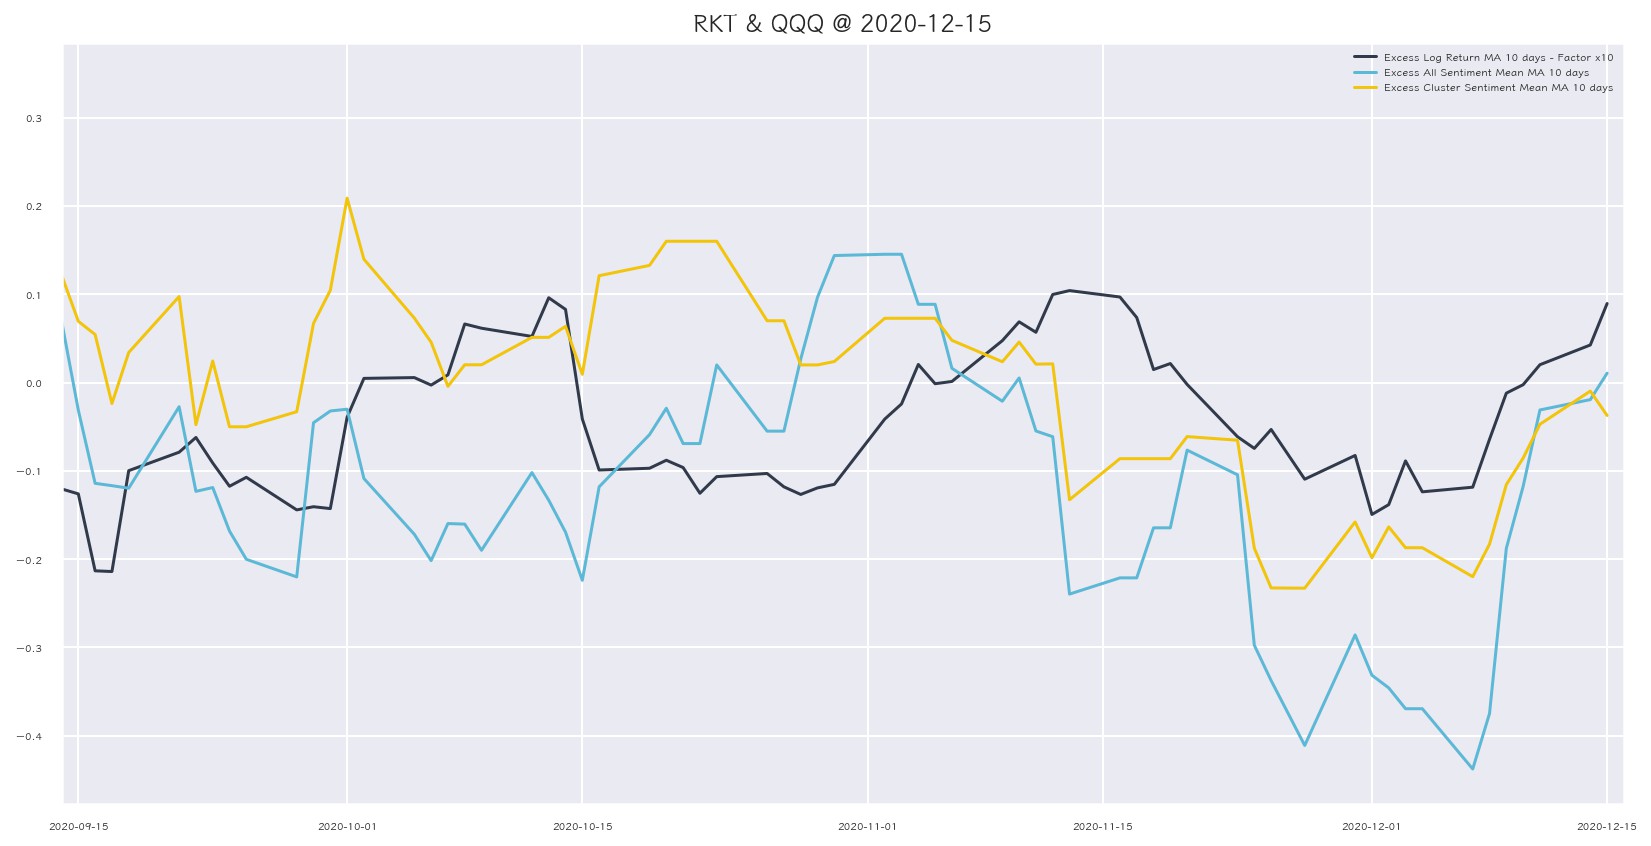 RKT & QQQ @ 2020-12-15
Excess Log Return MA 10 days - Factor x10
Excess All Sentiment Mean MA 10 days
Excess Cluster Sentiment Mean MA 10 days
0.3
0.2
0.1
0.0
−0.1
−0.2
−0.3
−0.4
2020-09-15 2020-10-01 2020-10-15 2020-11-01 2020-11-15 2020-12-01 2020-12-15